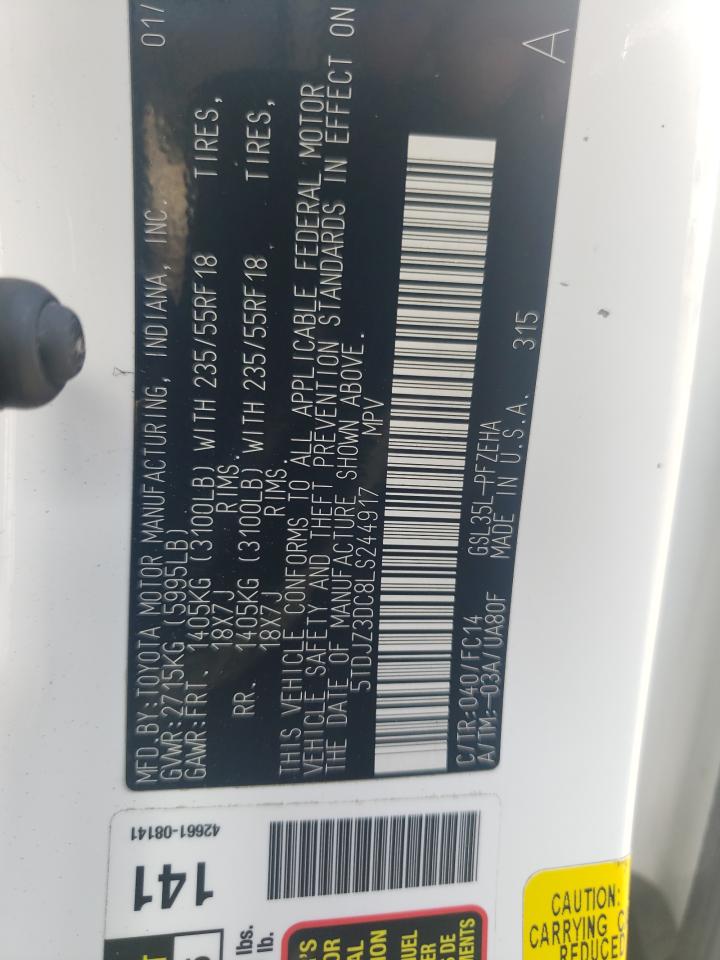 MFD.BY:TOYOTA MOTOR MANUFACTURING, INDIANA, INC. 01/
GVWR:2715KG (5995LB)
GAWR:FRT. 1405KG (3100LB) WITH 235/55RF18 TIRES,
18X7J RIMS.
RR. 1405KG (3100LB) WITH 235/55RF18 TIRES,
18X7J RIMS.
THIS VEHICLE CONFORMS TO ALL APPLICABLE FEDERAL MOTOR
VEHICLE SAFETY AND THEFT PREVENTION STANDARDS IN EFFECT ON
THE DATE OF MANUFACTURE SHOWN ABOVE.
5TDJZ3DC8LS244917 MPV
C/TR:040/FC14 GSL35L-PFZEHA
A/TM:-03A/UA80F MADE IN U.S.A. 315 A
42661-08141
141
lbs.
lb.
CAUTION:
CARRYING
REDUCED